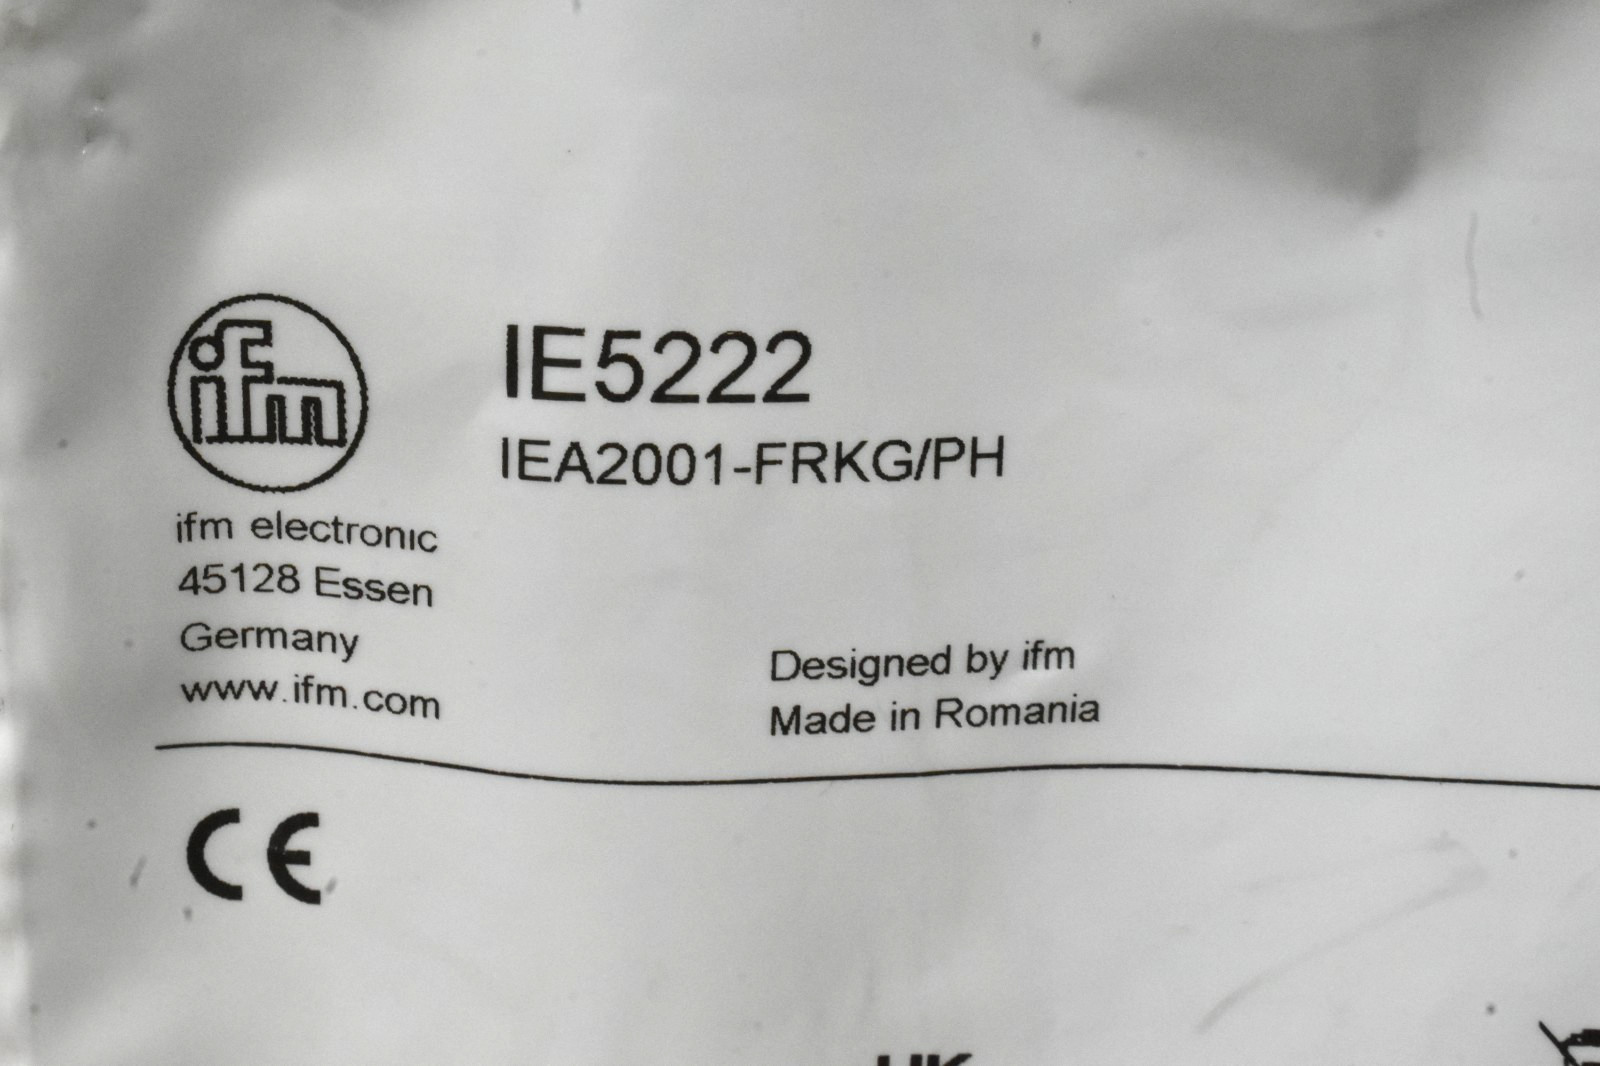 ifm
IE5222
IEA2001-FRKG/PH
ifm electronic
45128 Essen
Germany
www.ifm.com
Designed by ifm
Made in Romania
CE
UK